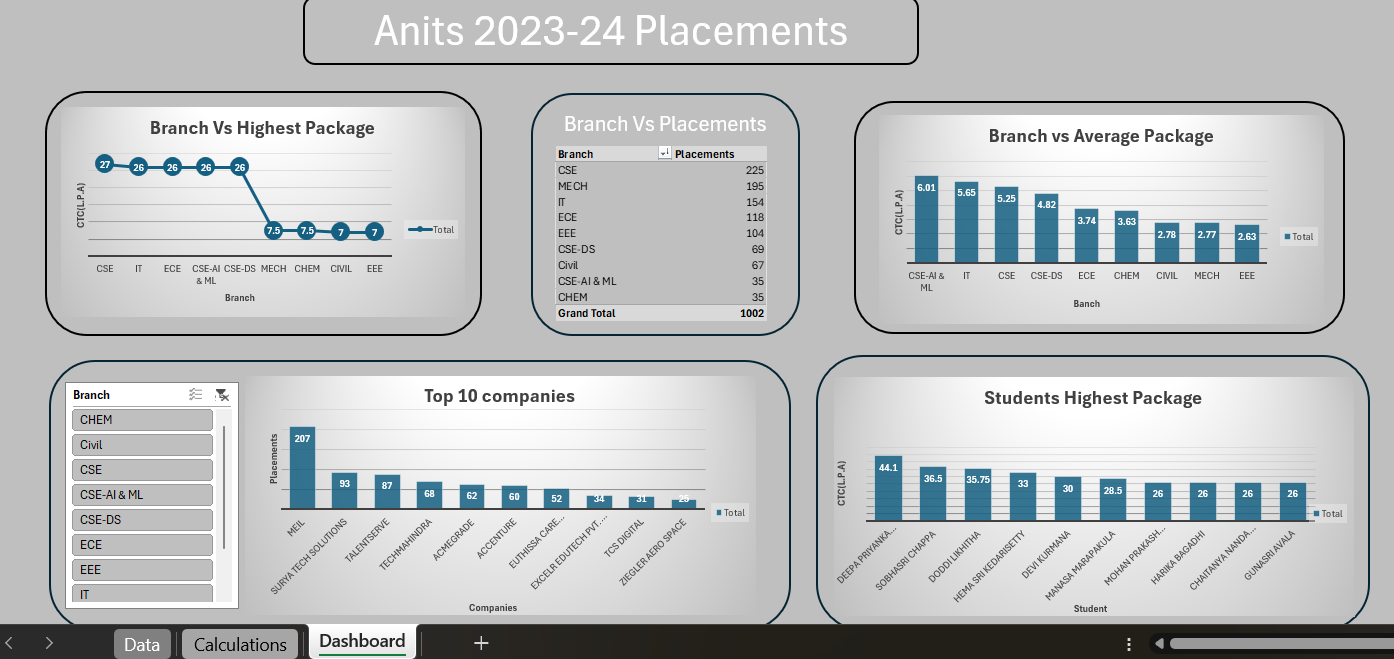 Anits 2023-24 Placements
Branch Vs Highest Package
CTC(L.P.A)
27 26 26 26 26 7.5 7.5 7 7
CSE IT ECE CSE-AI & ML CSE-DS MECH CHEM CIVIL EEE
Branch
Total
Branch Vs Placements
Branch Placements
CSE 225
MECH 195
IT 154
ECE 118
EEE 104
CSE-DS 69
Civil 67
CSE-AI & ML 35
CHEM 35
Grand Total 1002
Branch vs Average Package
CTC(L.P.A)
6.01 5.65 5.25 4.82 3.74 3.63 2.78 2.77 2.63
CSE-AI & ML IT CSE CSE-DS ECE CHEM CIVIL MECH EEE
Banch
Total
Branch
CHEM
Civil
CSE
CSE-AI & ML
CSE-DS
ECE
EEE
IT
Top 10 companies
Placements
207 93 87 68 62 60 52 34 31 26
MEIL
SURYA TECH SOLUTIONS
TALENTSERVE
TECHMAHINDRA
ACMEGRADE
ACCENTURE
EUTHISSA CARE...
EXCELR EDUTECH PVT....
TCS DIGITAL
ZIEGLER AERO SPACE
Companies
Total
Students Highest Package
CTC(L.P.A)
44.1 36.5 35.75 33 30 28.5 26 26 26 26
DEEPA PRIYANKA...
SOBHASRI CHAPPA
DODDI LIKHITHA
HEMA SRI KEDARISETTY
DEVI KURMANA
MANASA MARAPAKULA
MOHAN PRAKASH...
HARIKA BAGADHI
CHAITANYA NANDA...
GUNASRI AVALA
Student
Total
Data Calculations Dashboard